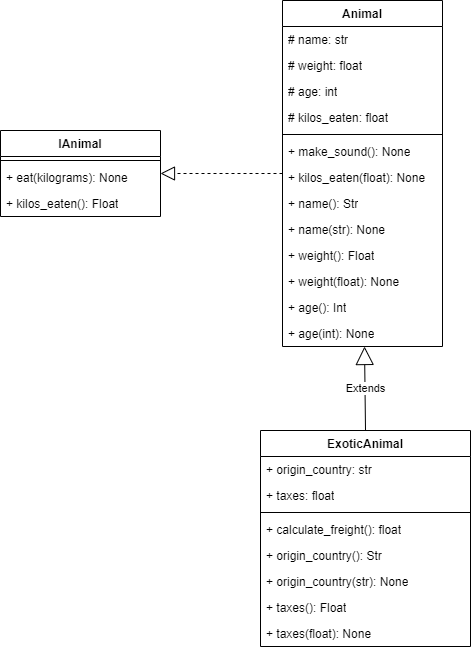 Animal
# name: str
# weight: float
# age: int
# kilos_eaten: float
+ make_sound(): None
+ kilos_eaten(float): None
+ name(): Str
+ name(str): None
+ weight(): Float
+ weight(float): None
+ age(): Int
+ age(int): None
IAnimal
+ eat(kilograms): None
+ kilos_eaten(): Float
Extends
ExoticAnimal
+ origin_country: str
+ taxes: float
+ calculate_freight(): float
+ origin_country(): Str
+ origin_country(str): None
+ taxes(): Float
+ taxes(float): None